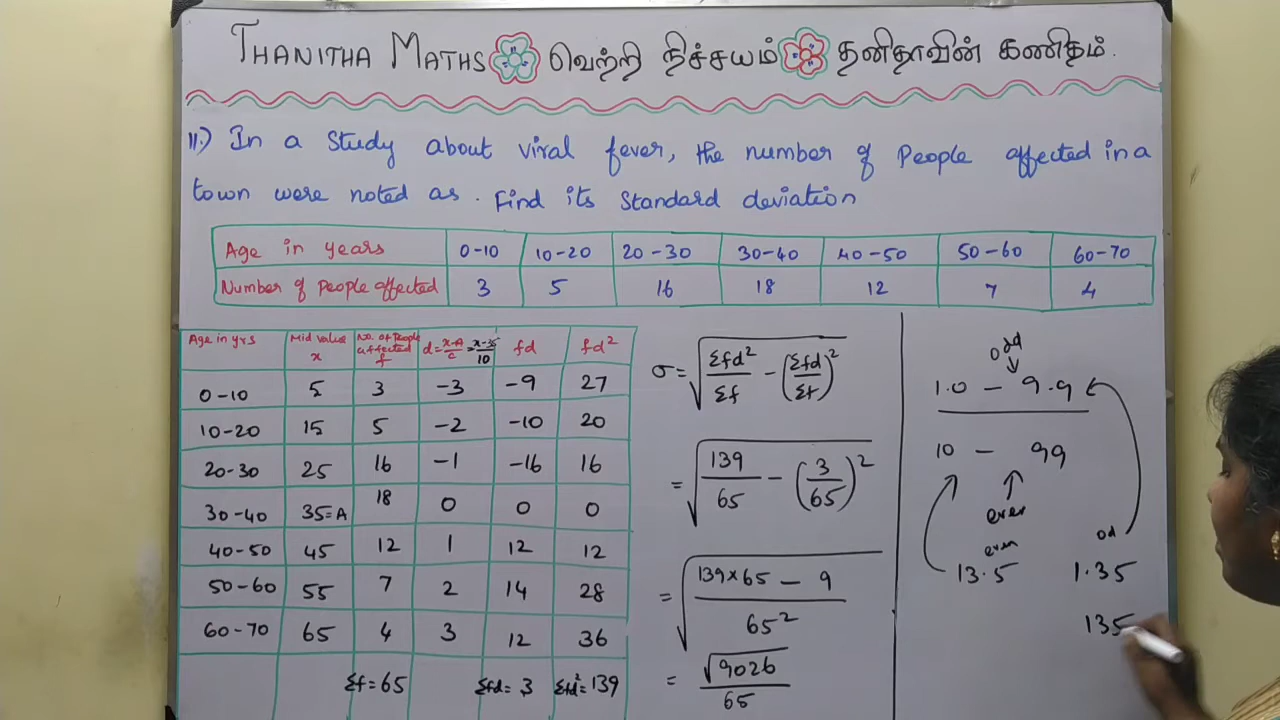 THANITHA MATHS வெற்றி நிச்சயம் தனிதாவின் கணிதம்.
11.) In a study about viral fever, the number of people affected in a
town were noted as. Find its standard deviation
Age in years 0-10 10-20 20-30 30-40 40-50 50-60 60-70
Number of people affected 3 5 16 18 12 7 4
Age in yrs Mid value x No. of People affected f d = x-A/c = x-35/10 fd fd²
0-10 5 3 -3 -9 27
10-20 15 5 -2 -10 20
20-30 25 16 -1 -16 16
30-40 35=A 18 0 0 0
40-50 45 12 1 12 12
50-60 55 7 2 14 28
60-70 65 4 3 12 36
Σf=65 Σfd=3 Σfd²=139
σ = √(Σfd²/Σf - (Σfd/Σf)²)
= √(139/65 - (3/65)²)
= √((139×65 - 9)/65²)
= √9026/65
odd
1.0 - 9.9
10 - 99
even
even od
13.5 1.35
135